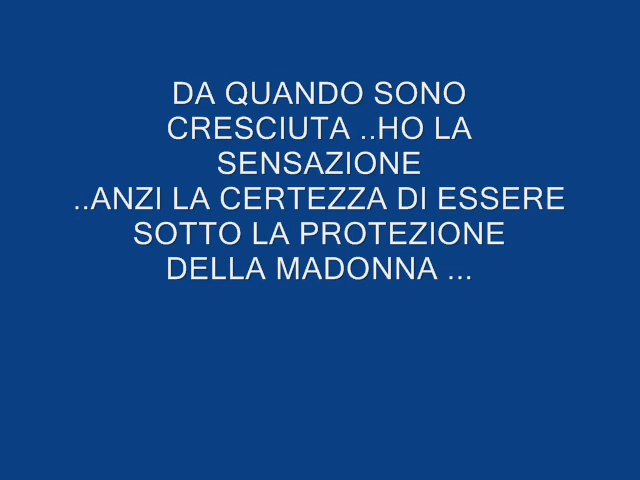 DA QUANDO SONO
CRESCIUTA ..HO LA
SENSAZIONE
..ANZI LA CERTEZZA DI ESSERE
SOTTO LA PROTEZIONE
DELLA MADONNA ...